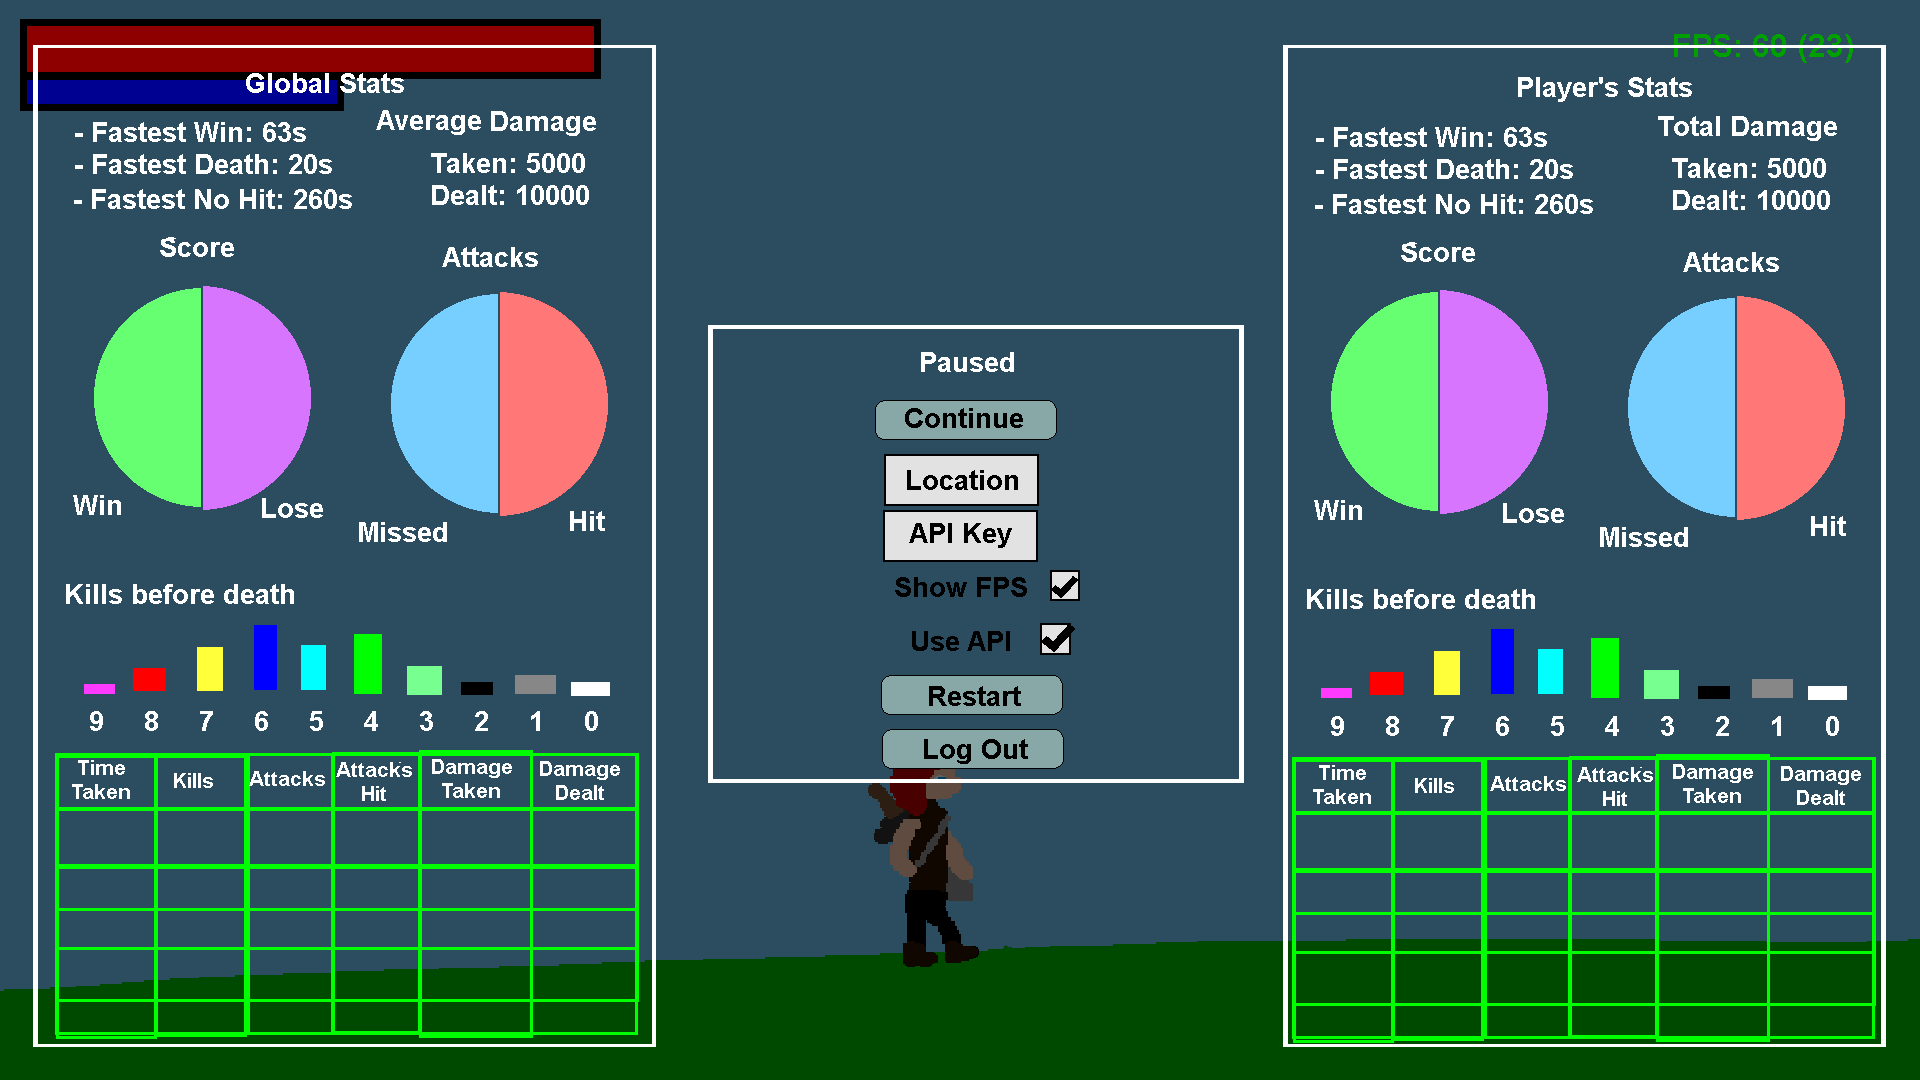 Global Stats
- Fastest Win: 63s
- Fastest Death: 20s
- Fastest No Hit: 260s
Average Damage
Taken: 5000
Dealt: 10000
Score
Win
Lose
Attacks
Missed
Hit
Kills before death
9 8 7 6 5 4 3 2 1 0
Time Taken
Kills
Attacks
Attacks Hit
Damage Taken
Damage Dealt
Paused
Continue
Location
API Key
Show FPS
Use API
Restart
Log Out
FPS: 60 (23)
Player's Stats
- Fastest Win: 63s
- Fastest Death: 20s
- Fastest No Hit: 260s
Total Damage
Taken: 5000
Dealt: 10000
Score
Win
Lose
Attacks
Missed
Hit
Kills before death
9 8 7 6 5 4 3 2 1 0
Time Taken
Kills
Attacks
Attacks Hit
Damage Taken
Damage Dealt